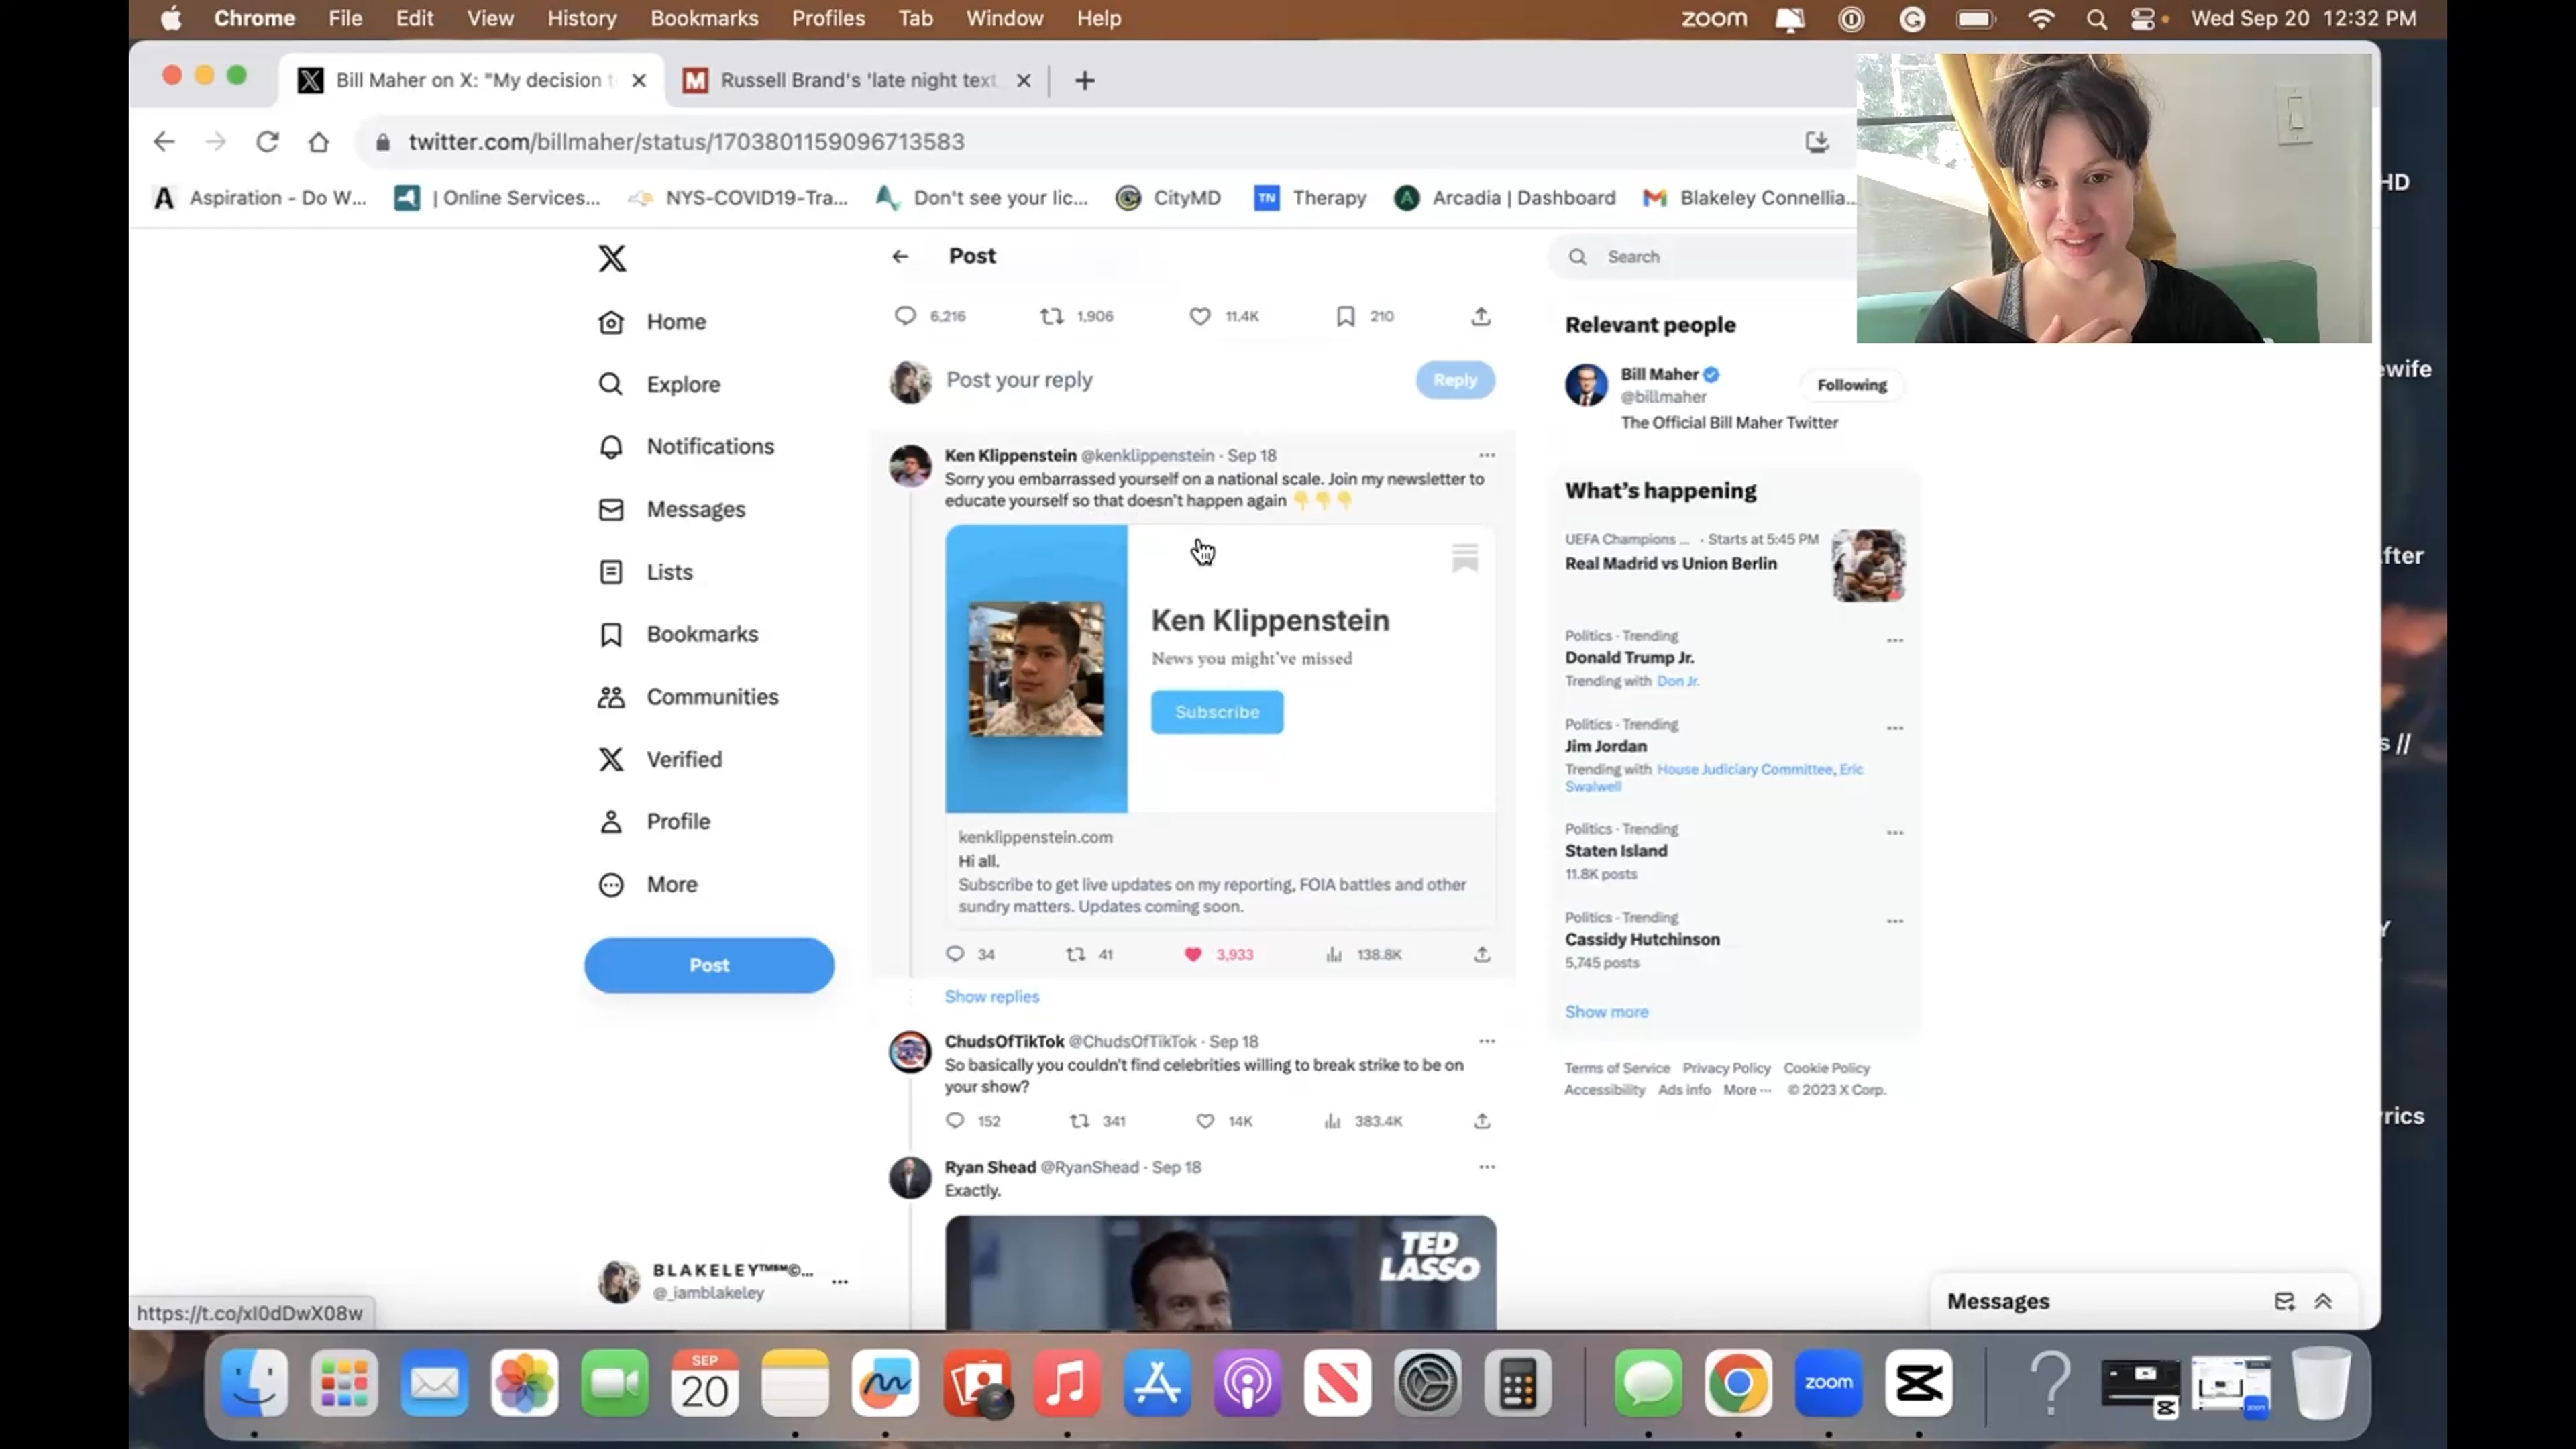 Chrome File Edit View History Bookmarks Profiles Tab Window Help
zoom
Wed Sep 20 12:32 PM
Bill Maher on X: "My decision t
Russell Brand's 'late night text
twitter.com/billmaher/status/1703801159096713583
Aspiration - Do W...
| Online Services...
NYS-COVID19-Tra...
Don't see your lic...
CityMD
TN Therapy
Arcadia | Dashboard
Blakeley Connellia...
Home
Explore
Notifications
Messages
Lists
Bookmarks
Communities
Verified
Profile
More
Post
BLAKELEY™℠©...
@_iamblakeley
https://t.co/xI0dDwX08w
Post
6,216 1,906 11.4K 210
Post your reply
Reply
Ken Klippenstein @kenklippenstein · Sep 18
Sorry you embarrassed yourself on a national scale. Join my newsletter to
educate yourself so that doesn't happen again 👇👇👇
Ken Klippenstein
News you might've missed
Subscribe
kenklippenstein.com
Hi all.
Subscribe to get live updates on my reporting, FOIA battles and other
sundry matters. Updates coming soon.
34 41 3,933 138.8K
Show replies
ChudsOfTikTok @ChudsOfTikTok · Sep 18
So basically you couldn't find celebrities willing to break strike to be on
your show?
152 341 14K 383.4K
Ryan Shead @RyanShead · Sep 18
Exactly.
TED
LASSO
Search
Relevant people
Bill Maher
@billmaher
Following
The Official Bill Maher Twitter
What's happening
UEFA Champions ... · Starts at 5:45 PM
Real Madrid vs Union Berlin
Politics · Trending
Donald Trump Jr.
Trending with Don Jr.
Politics · Trending
Jim Jordan
Trending with House Judiciary Committee, Eric
Swalwell
Politics · Trending
Staten Island
11.8K posts
Politics · Trending
Cassidy Hutchinson
5,745 posts
Show more
Terms of Service Privacy Policy Cookie Policy
Accessibility Ads info More ··· © 2023 X Corp.
Messages
HD
ewife
fter
s //
Y
rics
SEP
20
zoom